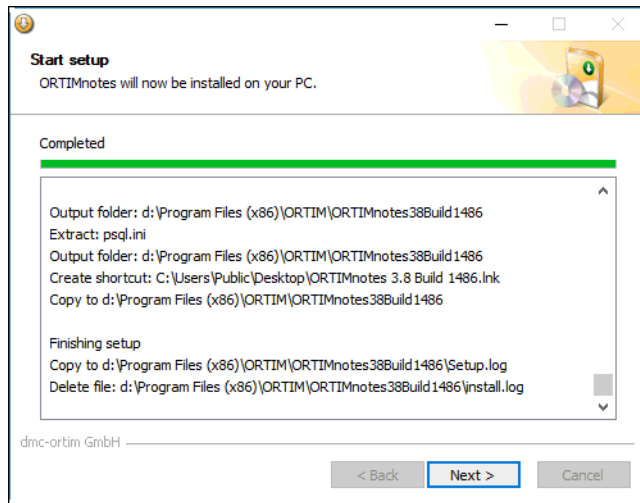 Start setup
ORTIMnotes will now be installed on your PC.
Completed
Output folder: d:\Program Files (x86)\ORTIM\ORTIMnotes38Build1486
Extract: psql.ini
Output folder: d:\Program Files (x86)\ORTIM\ORTIMnotes38Build1486
Create shortcut: C:\Users\Public\Desktop\ORTIMnotes 3.8 Build 1486.lnk
Copy to d:\Program Files (x86)\ORTIM\ORTIMnotes38Build1486
Finishing setup
Copy to d:\Program Files (x86)\ORTIM\ORTIMnotes38Build1486\Setup.log
Delete file: d:\Program Files (x86)\ORTIM\ORTIMnotes38Build1486\install.log
dmc-ortim GmbH
< Back Next > Cancel